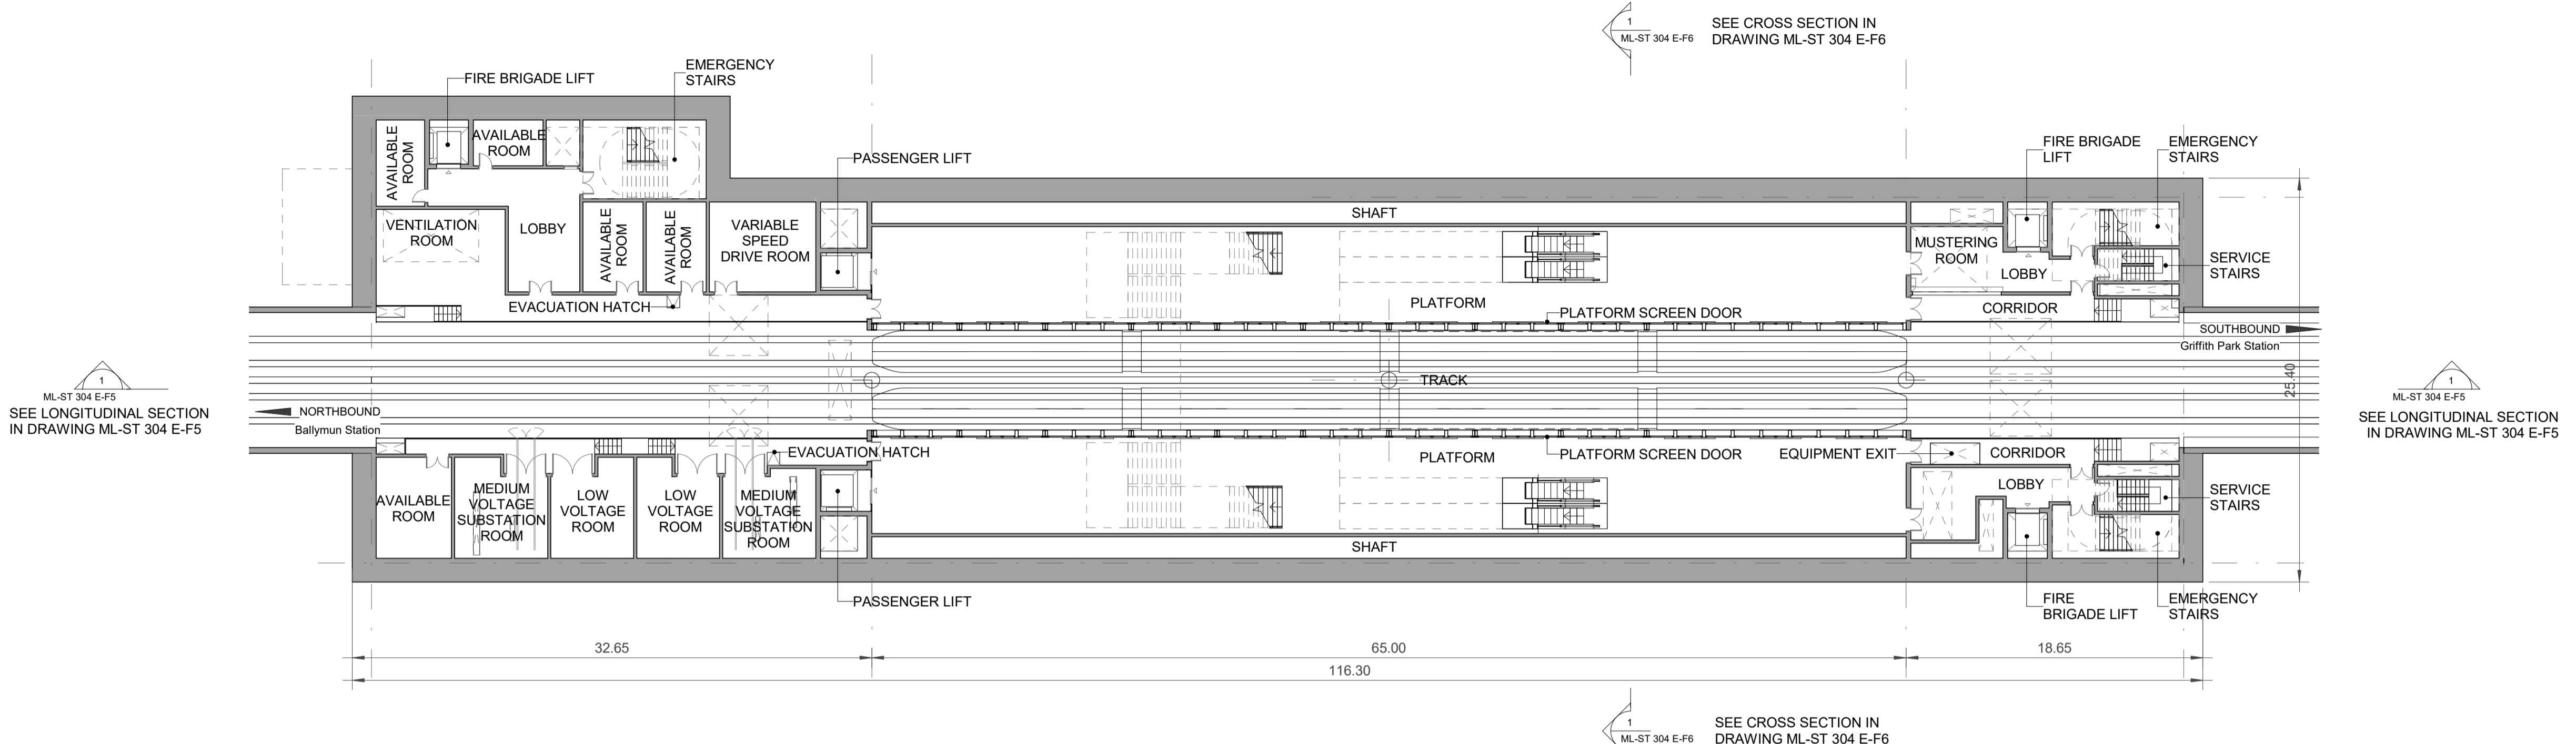 1
ML-ST 304 E-F6
SEE CROSS SECTION IN
DRAWING ML-ST 304 E-F6
FIRE BRIGADE LIFT
EMERGENCY
STAIRS
AVAILABLE
ROOM
AVAILABLE
ROOM
PASSENGER LIFT
FIRE BRIGADE
LIFT
EMERGENCY
STAIRS
VENTILATION
ROOM
LOBBY
AVAILABLE
ROOM
AVAILABLE
ROOM
VARIABLE
SPEED
DRIVE ROOM
SHAFT
MUSTERING
ROOM
LOBBY
SERVICE
STAIRS
EVACUATION HATCH
PLATFORM
PLATFORM SCREEN DOOR
CORRIDOR
SOUTHBOUND
Griffith Park Station
1
ML-ST 304 E-F5
SEE LONGITUDINAL SECTION
IN DRAWING ML-ST 304 E-F5
NORTHBOUND
Ballymun Station
TRACK
25.40
1
ML-ST 304 E-F5
SEE LONGITUDINAL SECTION
IN DRAWING ML-ST 304 E-F5
EVACUATION HATCH
PLATFORM
PLATFORM SCREEN DOOR
EQUIPMENT EXIT
CORRIDOR
AVAILABLE
ROOM
MEDIUM
VOLTAGE
SUBSTATION
ROOM
LOW
VOLTAGE
ROOM
LOW
VOLTAGE
ROOM
MEDIUM
VOLTAGE
SUBSTATION
ROOM
LOBBY
SERVICE
STAIRS
SHAFT
PASSENGER LIFT
FIRE
BRIGADE LIFT
EMERGENCY
STAIRS
32.65
65.00
18.65
116.30
1
ML-ST 304 E-F6
SEE CROSS SECTION IN
DRAWING ML-ST 304 E-F6